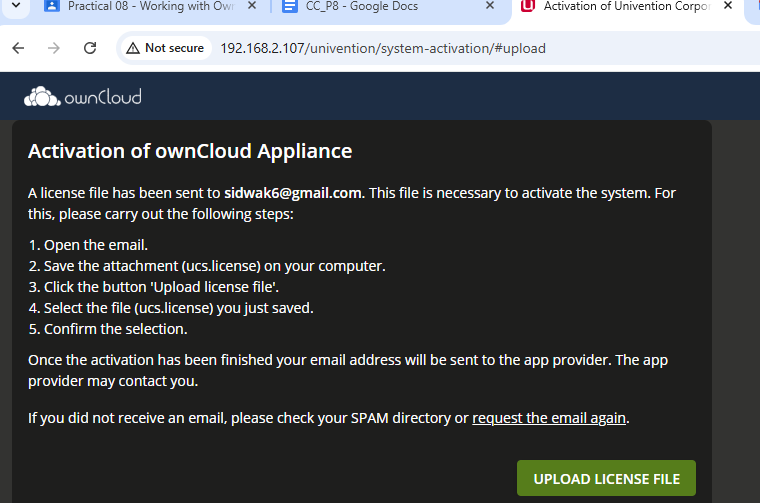 Practical 08 - Working with Own
CC_P8 - Google Docs
Activation of Univention Corpor
Not secure
192.168.2.107/univention/system-activation/#upload
ownCloud
Activation of ownCloud Appliance
A license file has been sent to sidwak6@gmail.com. This file is necessary to activate the system. For
this, please carry out the following steps:
1. Open the email.
2. Save the attachment (ucs.license) on your computer.
3. Click the button 'Upload license file'.
4. Select the file (ucs.license) you just saved.
5. Confirm the selection.
Once the activation has been finished your email address will be sent to the app provider. The app
provider may contact you.
If you did not receive an email, please check your SPAM directory or request the email again.
UPLOAD LICENSE FILE